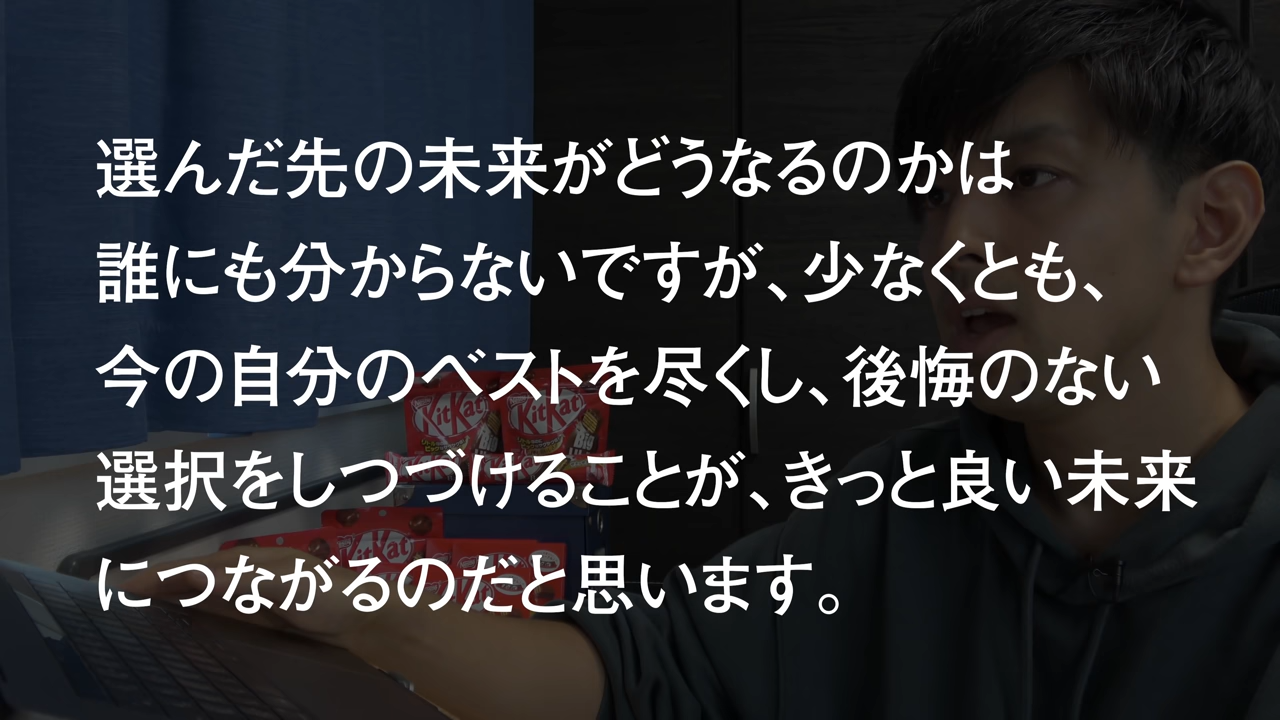 選んだ先の未来がどうなるのかは
誰にも分からないですが、少なくとも、
今の自分のベストを尽くし、後悔のない
選択をしつづけることが、きっと良い未来
につながるのだと思います。
KitKat
KitKat
KitKat